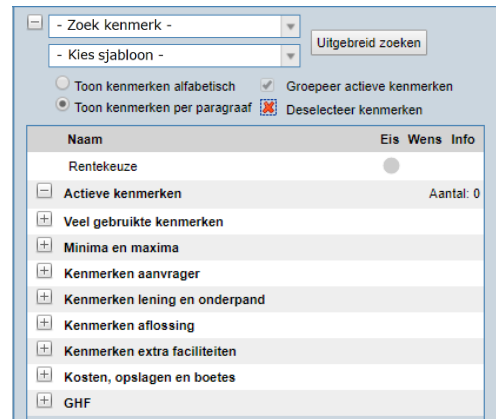 - Zoek kenmerk -
- Kies sjabloon -
Uitgebreid zoeken
Toon kenmerken alfabetisch Groepeer actieve kenmerken
Toon kenmerken per paragraaf Deselecteer kenmerken
Naam Eis Wens Info
Rentekeuze
Actieve kenmerken Aantal: 0
Veel gebruikte kenmerken
Minima en maxima
Kenmerken aanvrager
Kenmerken lening en onderpand
Kenmerken aflossing
Kenmerken extra faciliteiten
Kosten, opslagen en boetes
GHF